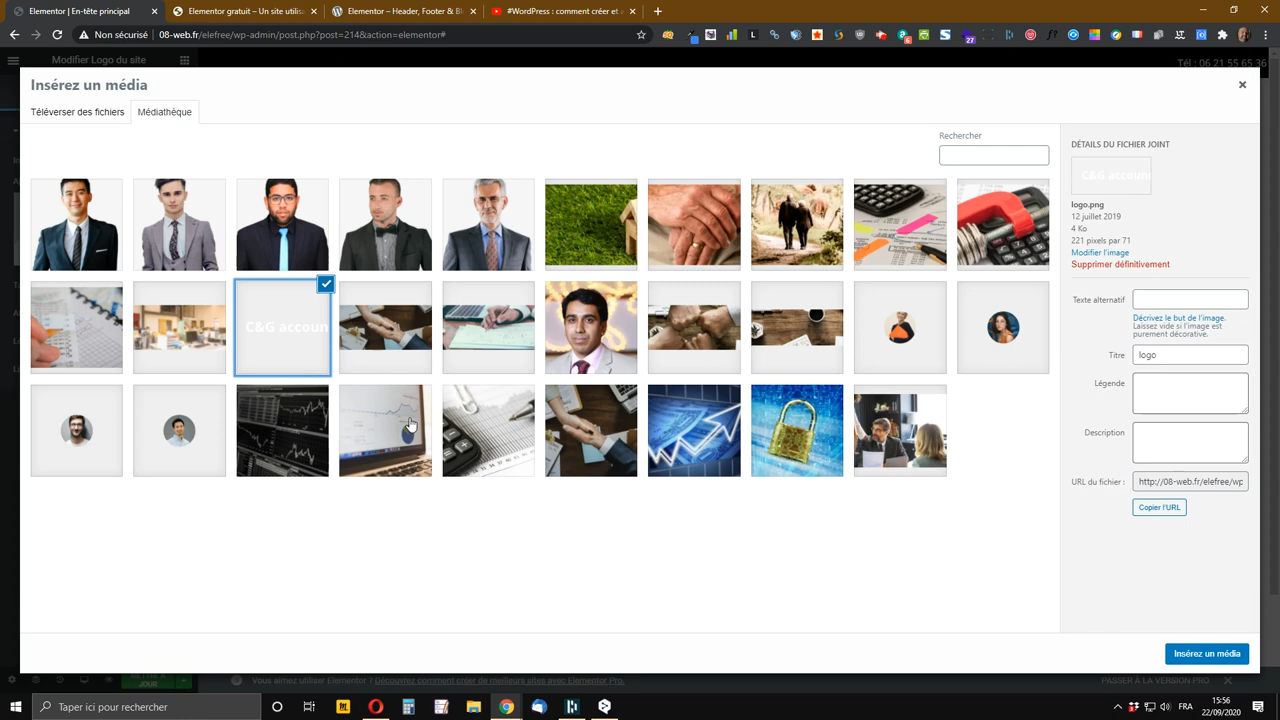 Elementor En principal
Elementor – Un site utilis
Elementor – Header, Footer & Bl
#WordPress : comment créer et
Non sécurisé | 08-web.fr/elefree/wp-admin/post.php?post=214&action=elementor#
27
Modifier Logo du site
Tél : 06 21 55 65 36
Insérez un média
Téléverser des fichiers
Médiathèque
Rechercher
DÉTAILS DU FICHIER JOINT
C&G accoun
logo.png
12 juillet 2019
4 Ko
221 pixels par 71
Modifier l'image
Supprimer définitivement
Texte alternatif
Décrivez le but de l'image.
Laissez vide si l'image est
purement décorative.
Titre
logo
Légende
Description
URL du fichier :
http://08-web.fr/elefree/wp
Copier l'URL
C&G accoun
Insérez un média
METTRE À
JOUR
Vous aimez utiliser Elementor ? Découvrez comment créer de meilleurs sites avec Elementor Pro.
PASSER À LA VERSION PRO
Taper ici pour rechercher
FRA
15:56
22/09/2020